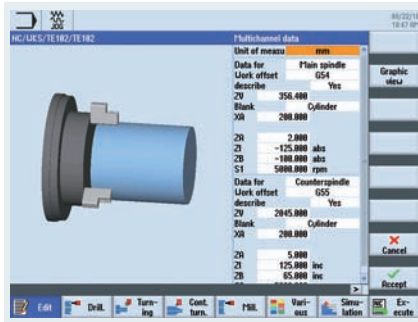 JOG
NC/WCS/TE182/TE182
Multichannel data
Unit of measu mm
Data for Main spindle
Work offset G54
describe Yes
ZV 356.400
Blank Cylinder
XA 200.000
ZA 2.000
ZI -125.000 abs
ZB -100.000 abs
S1 5000.000 rpm
Data for Counterspindle
Work offset G55
describe Yes
ZV 2045.000
Blank Cylinder
XA 200.000
ZA 5.000
ZI 125.000 inc
ZB 65.000 inc
Graphic
view
Cancel
Accept
Edit
Drill.
Turn-
ing
Cont.
turn.
Mill.
Vari-
ous
Simu-
lation
Ex-
ecute